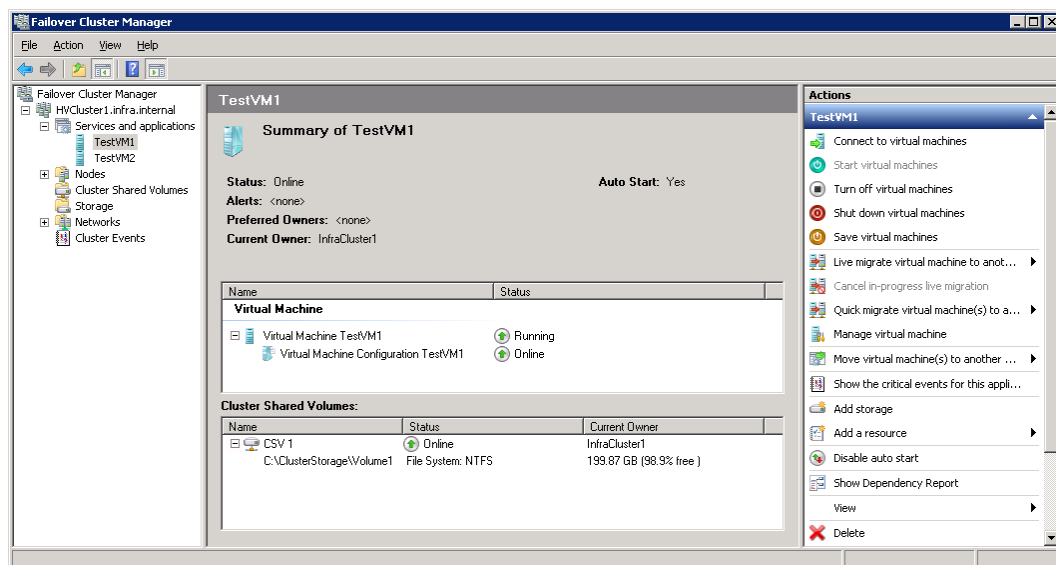 Failover Cluster Manager
File Action View Help
Failover Cluster Manager
HVCluster1.infra.internal
Services and applications
TestVM1
TestVM2
Nodes
Cluster Shared Volumes
Storage
Networks
Cluster Events
TestVM1
Summary of TestVM1
Status: Online Auto Start: Yes
Alerts: <none>
Preferred Owners: <none>
Current Owner: InfraCluster1
Name Status
Virtual Machine
Virtual Machine TestVM1 Running
Virtual Machine Configuration TestVM1 Online
Cluster Shared Volumes:
Name Status Current Owner
CSV 1 Online InfraCluster1
C:\ClusterStorage\Volume1 File System: NTFS 199.87 GB (98.9% free )
Actions
TestVM1
Connect to virtual machines
Start virtual machines
Turn off virtual machines
Shut down virtual machines
Save virtual machines
Live migrate virtual machine to anot...
Cancel in-progress live migration
Quick migrate virtual machine(s) to a...
Manage virtual machine
Move virtual machine(s) to another ...
Show the critical events for this appli...
Add storage
Add a resource
Disable auto start
Show Dependency Report
View
Delete